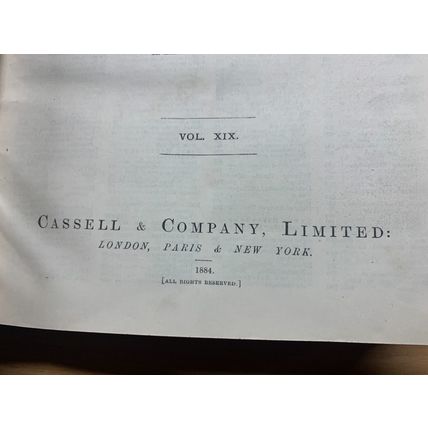 VOL. XIX.
CASSELL & COMPANY, LIMITED:
LONDON, PARIS & NEW YORK.
1884.
[ALL RIGHTS RESERVED.]